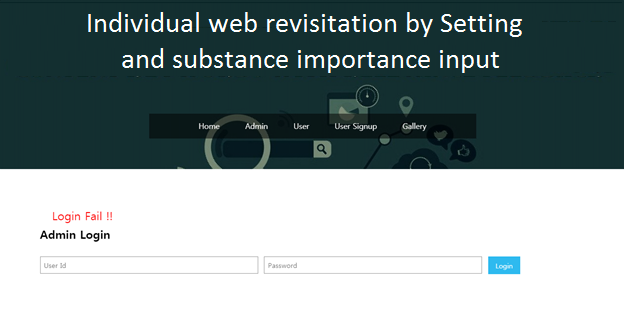 Individual web revisitation by Setting
and substance importance input
Home Admin User User Signup Gallery
Login Fail !!
Admin Login
User Id Password Login